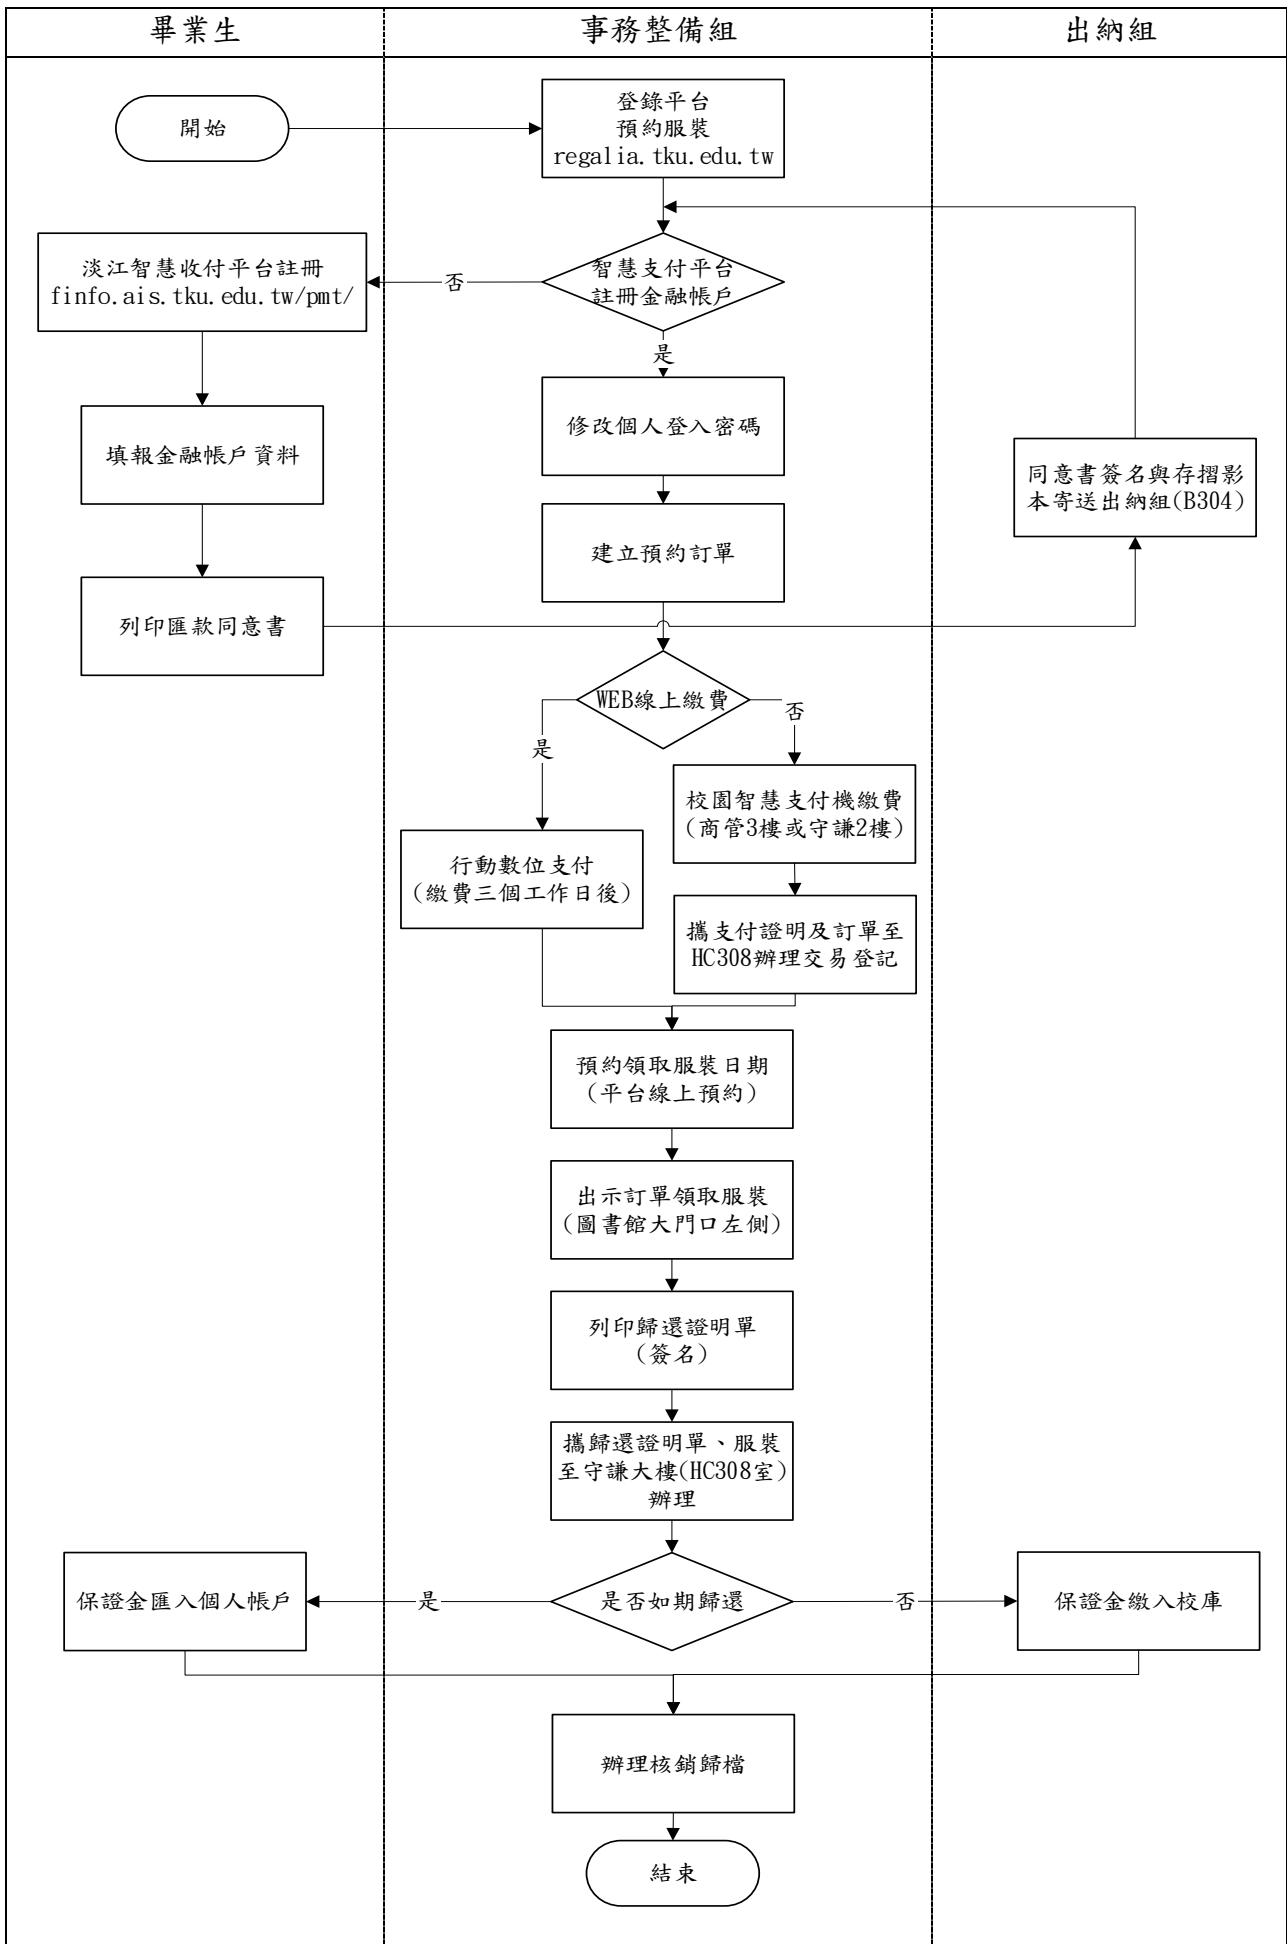 畢業生
事務整備組
出納組
開始
登錄平台
預約服裝
regalia.tku.edu.tw
智慧支付平台
註冊金融帳戶
否
淡江智慧收付平台註冊
finfo.ais.tku.edu.tw/pmt/
是
修改個人登入密碼
填報金融帳戶資料
同意書簽名與存摺影
本寄送出納組(B304)
建立預約訂單
列印匯款同意書
WEB線上繳費
是
否
校園智慧支付機繳費
(商管3樓或守謙2樓)
行動數位支付
(繳費三個工作日後)
攜支付證明及訂單至
HC308辦理交易登記
預約領取服裝日期
(平台線上預約)
出示訂單領取服裝
(圖書館大門口左側)
列印歸還證明單
(簽名)
攜歸還證明單、服裝
至守謙大樓(HC308室)
辦理
保證金匯入個人帳戶
是
是否如期歸還
否
保證金繳入校庫
辦理核銷歸檔
結束